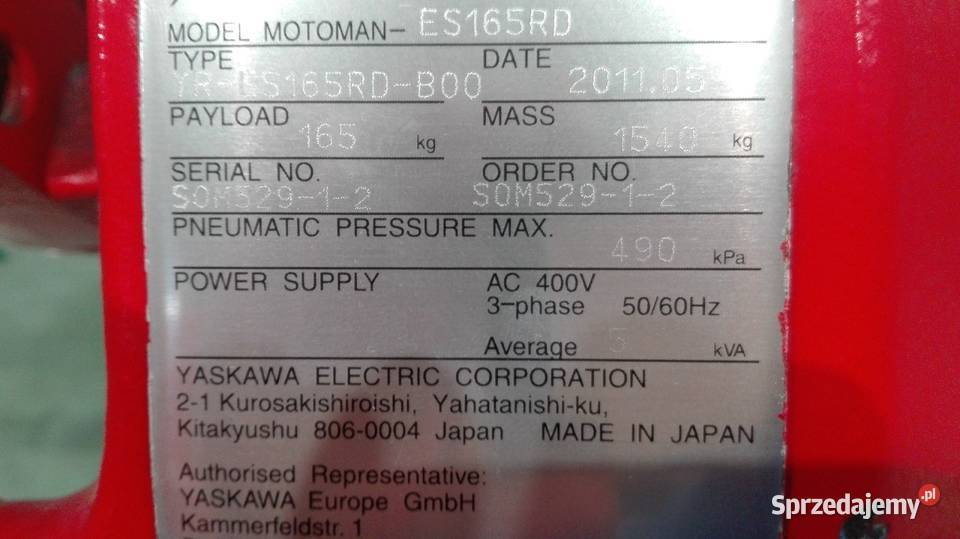 MODEL MOTOMAN- ES165RD
TYPE DATE
YR-ES165RD-B00 2011.05
PAYLOAD MASS
165 kg 1540 kg
SERIAL NO. ORDER NO.
S0M529-1-2 S0M529-1-2
PNEUMATIC PRESSURE MAX.
490 kPa
POWER SUPPLY AC 400V
3-phase 50/60Hz
Average 5 kVA
YASKAWA ELECTRIC CORPORATION
2-1 Kurosakishiroishi, Yahatanishi-ku,
Kitakyushu 806-0004 Japan MADE IN JAPAN
Authorised Representative:
YASKAWA Europe GmbH
Kammerfeldstr. 1
Sprzedajemy.pl